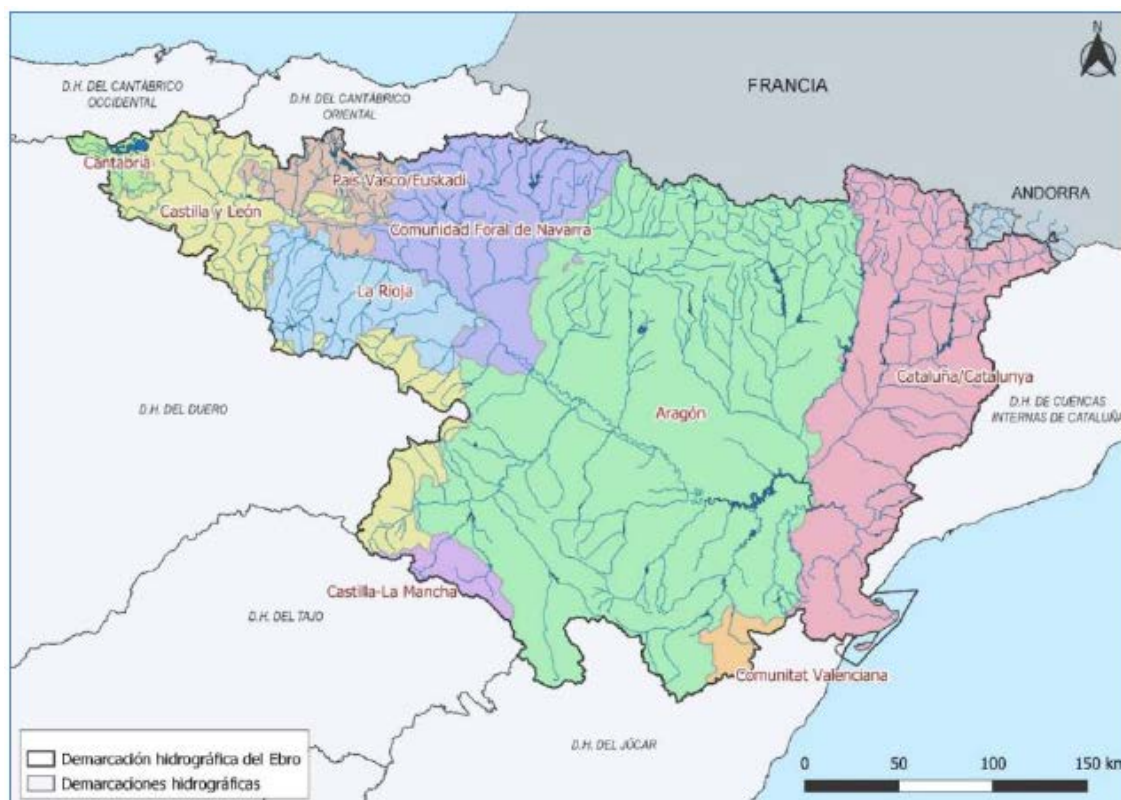 N
D.H. DEL CANTÁBRICO
OCCIDENTAL
D.H. DEL CANTÁBRICO
ORIENTAL
FRANCIA
Cantabria
País Vasco/Euskadi
ANDORRA
Castilla y León
Comunidad Foral de Navarra
La Rioja
Cataluña/Catalunya
D.H. DEL DUERO
Aragón
D.H. DE CUENCAS
INTERNAS DE CATALUÑA
Castilla-La Mancha
D.H. DEL TAJO
Comunitat Valenciana
D.H. DEL JÚCAR
Demarcación hidrográfica del Ebro
Demarcaciones hidrográficas
0 50 100 150 km